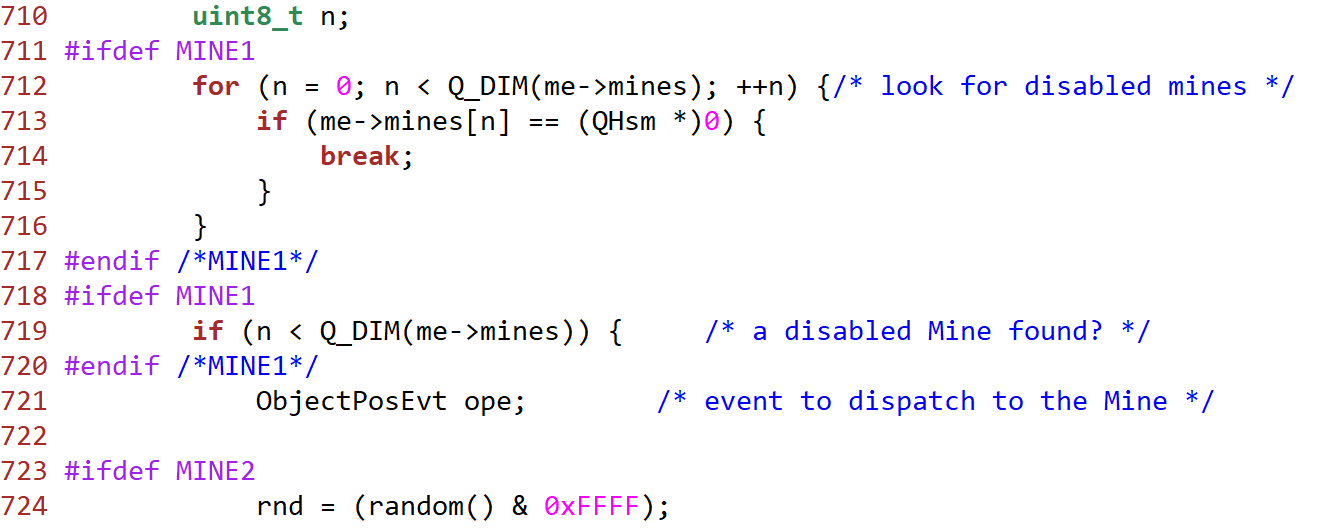 710         uint8_t n;
711 #ifdef MINE1
712         for (n = 0; n < Q_DIM(me->mines); ++n) {/* look for disabled mines */
713             if (me->mines[n] == (QHsm *)0) {
714                 break;
715             }
716         }
717 #endif /*MINE1*/
718 #ifdef MINE1
719         if (n < Q_DIM(me->mines)) {     /* a disabled Mine found? */
720 #endif /*MINE1*/
721             ObjectPosEvt ope;        /* event to dispatch to the Mine */
722
723 #ifdef MINE2
724             rnd = (random() & 0xFFFF);